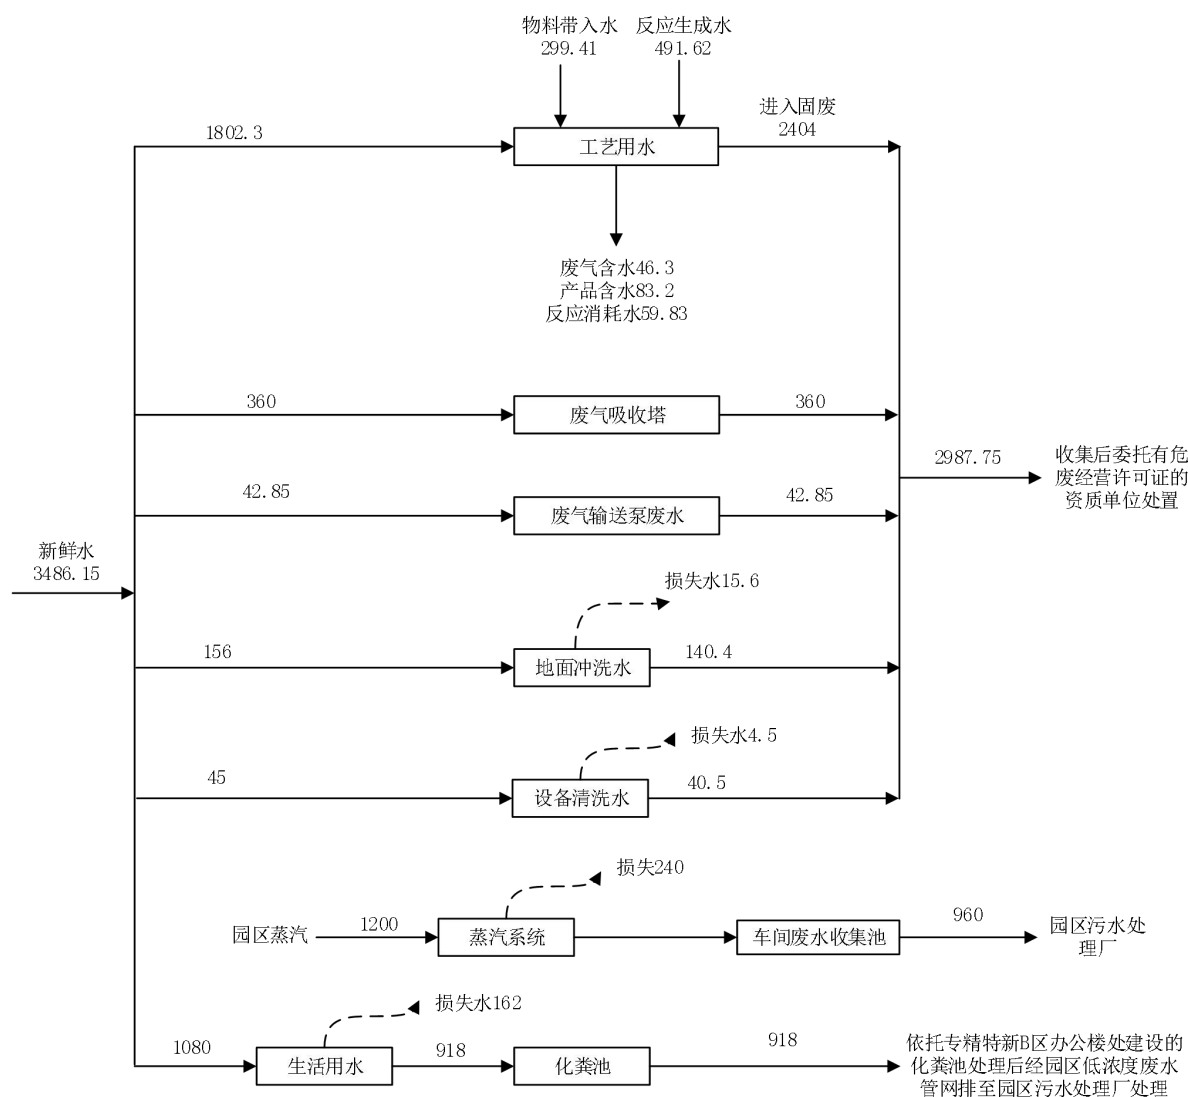 物料带入水
299.41
反应生成水
491.62
进入固废
2404
1802.3
工艺用水
废气含水46.3
产品含水83.2
反应消耗水59.83
360
废气吸收塔
360
42.85
废气输送泵废水
42.85
2987.75
收集后委托有危
废经营许可证的
资质单位处置
新鲜水
3486.15
损失水15.6
156
地面冲洗水
140.4
损失水4.5
45
设备清洗水
40.5
损失240
园区蒸汽
1200
蒸汽系统
车间废水收集池
960
园区污水处
理厂
损失水162
1080
生活用水
918
化粪池
918
依托专精特新B区办公楼处建设的
化粪池处理后经园区低浓度废水
管网排至园区污水处理厂处理